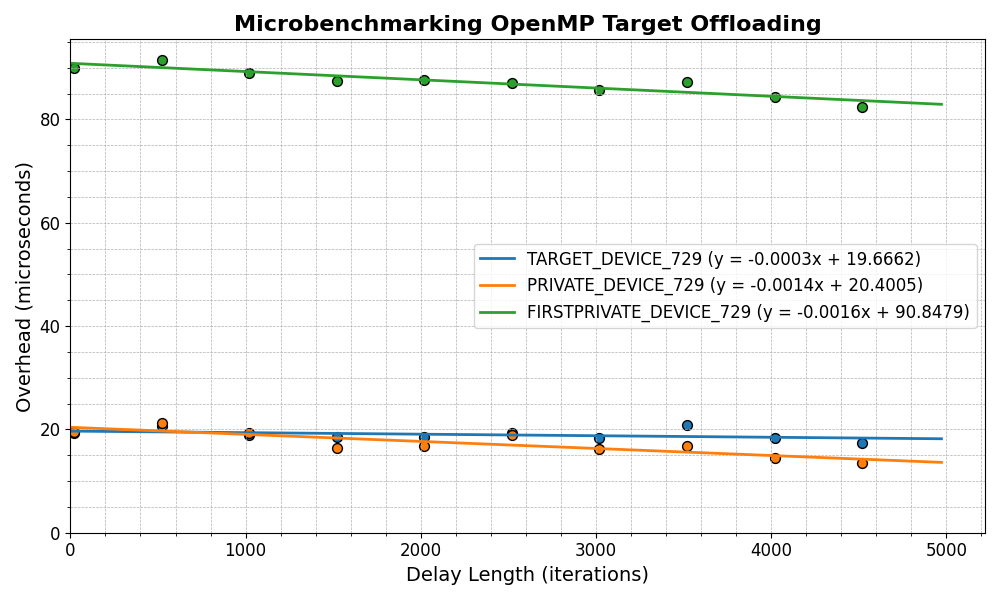 Microbenchmarking OpenMP Target Offloading
Overhead (microseconds)
80
60
40
20
0
TARGET_DEVICE_729 (y = -0.0003x + 19.6662)
PRIVATE_DEVICE_729 (y = -0.0014x + 20.4005)
FIRSTPRIVATE_DEVICE_729 (y = -0.0016x + 90.8479)
0 1000 2000 3000 4000 5000
Delay Length (iterations)